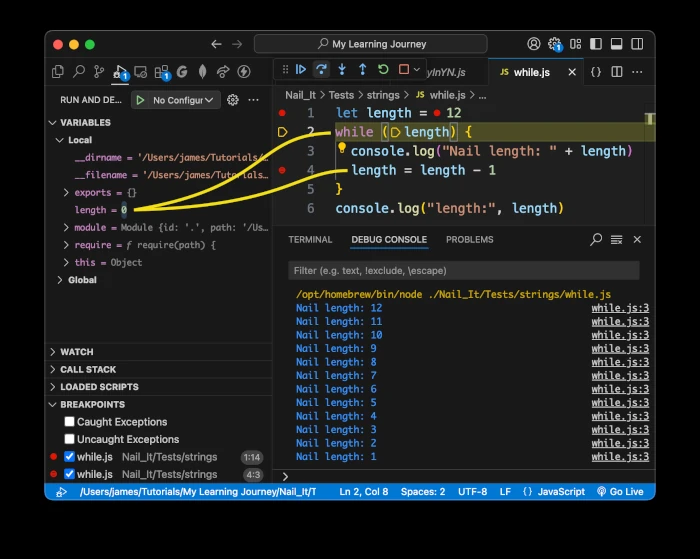 My Learning Journey
1
1
yInYN.js
JS while.js
RUN AND DE...
No Configur
Nail_It > Tests > strings > JS while.js > ...
VARIABLES
Local
__dirname = '/Users/james/Tutorials/
__filename = '/Users/james/Tutorials
exports = {}
length = 0
module = Module {id: '.', path: '/Us
require = ƒ require(path) {
this = Object
Global
1 let length = 12
2 while (length) {
3 console.log("Nail length: " + length)
4 length = length - 1
5 }
6 console.log("length:", length)
TERMINAL DEBUG CONSOLE PROBLEMS
Filter (e.g. text, !exclude, \escape)
/opt/homebrew/bin/node ./Nail_It/Tests/strings/while.js
Nail length: 12 while.js:3
Nail length: 11 while.js:3
Nail length: 10 while.js:3
Nail length: 9 while.js:3
Nail length: 8 while.js:3
Nail length: 7 while.js:3
Nail length: 6 while.js:3
Nail length: 5 while.js:3
Nail length: 4 while.js:3
Nail length: 3 while.js:3
Nail length: 2 while.js:3
Nail length: 1 while.js:3
WATCH
CALL STACK
LOADED SCRIPTS
BREAKPOINTS
Caught Exceptions
Uncaught Exceptions
while.js Nail_It/Tests/strings 1:14
while.js Nail_It/Tests/strings 4:3
/Users/james/Tutorials/My Learning Journey/Nail_It/T
Ln 2, Col 8 Spaces: 2 UTF-8 LF {} JavaScript Go Live